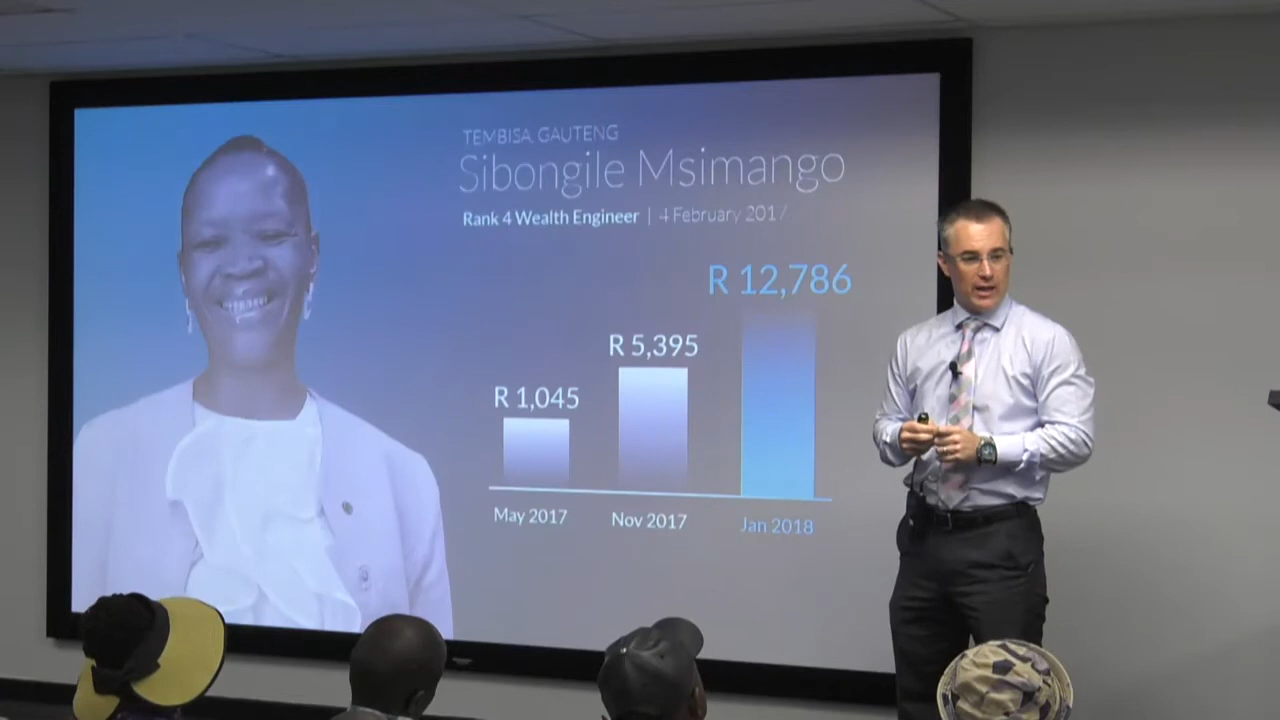 TEMBISA GAUTENG
Sibongile Msimango
Rank 4 Wealth Engineer | 4 February 2017
R 12,786
R 5,395
R 1,045
May 2017
Nov 2017
Jan 2018